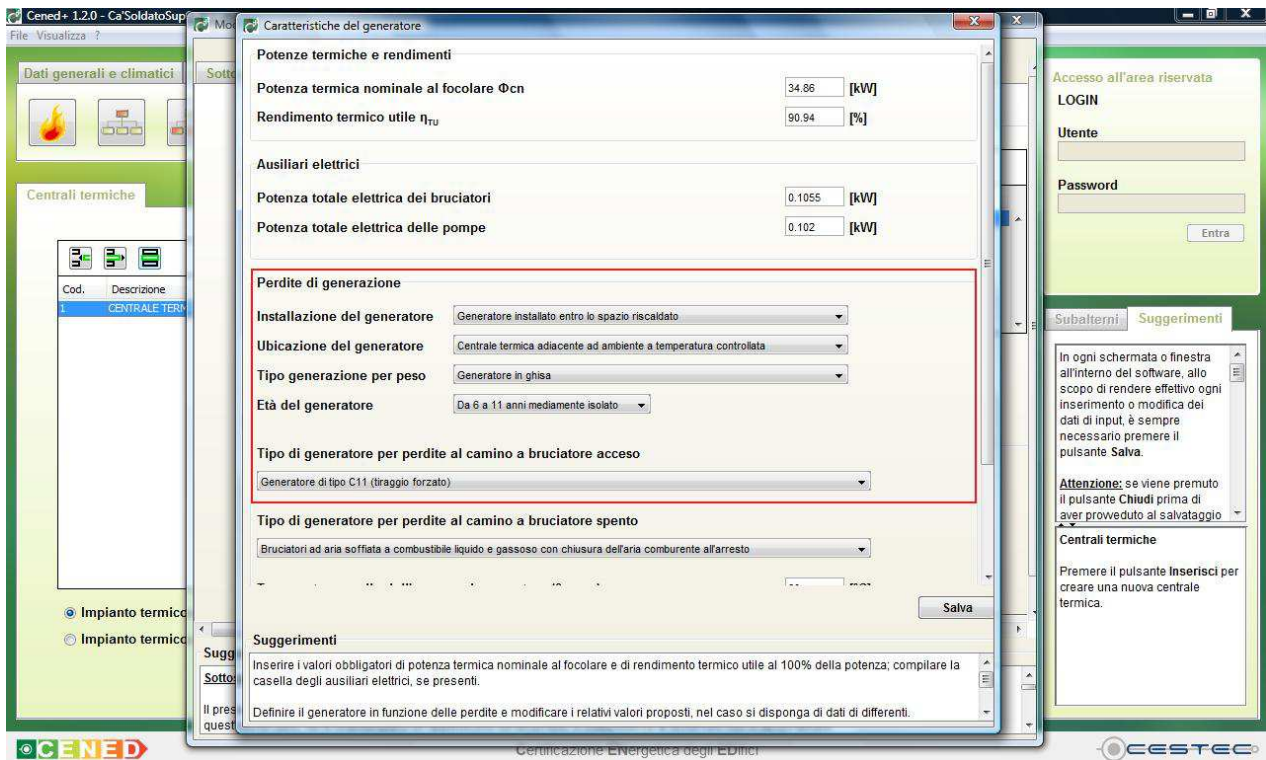 Cened+ 1.2.0 - Ca'SoldatoSup
File Visualizza ?
Dati generali e climatici
Sotto
Centrali termiche
Cod. Descrizione
1 CENTRALE TERM
Impianto termico
Impianto termico
Mod
Caratteristiche del generatore
Potenze termiche e rendimenti
Potenza termica nominale al focolare Φcn 34.86 [kW]
Rendimento termico utile ηTU 90.94 [%]
Ausiliari elettrici
Potenza totale elettrica dei bruciatori 0.1055 [kW]
Potenza totale elettrica delle pompe 0.102 [kW]
Perdite di generazione
Installazione del generatore Generatore installato entro lo spazio riscaldato
Ubicazione del generatore Centrale termica adiacente ad ambiente a temperatura controllata
Tipo generazione per peso Generatore in ghisa
Età del generatore Da 6 a 11 anni mediamente isolato
Tipo di generatore per perdite al camino a bruciatore acceso
Generatore di tipo C11 (tiraggio forzato)
Tipo di generatore per perdite al camino a bruciatore spento
Bruciatori ad aria soffiata a combustibile liquido e gassoso con chiusura dell'aria comburente all'arresto
Salva
Suggerimenti
Inserire i valori obbligatori di potenza termica nominale al focolare e di rendimento termico utile al 100% della potenza; compilare la
casella degli ausiliari elettrici, se presenti.
Definire il generatore in funzione delle perdite e modificare i relativi valori proposti, nel caso si disponga di dati di differenti.
Sugg
Sottos
Il pres
quest
Accesso all'area riservata
LOGIN
Utente
Password
Entra
Subalterni Suggerimenti
In ogni schermata o finestra
all'interno del software, allo
scopo di rendere effettivo ogni
inserimento o modifica dei
dati di input, è sempre
necessario premere il
pulsante Salva.
Attenzione: se viene premuto
il pulsante Chiudi prima di
aver provveduto al salvataggio
Centrali termiche
Premere il pulsante Inserisci per
creare una nuova centrale
termica.
CENED
Certificazione ENergetica degli EDifici
CESTEC